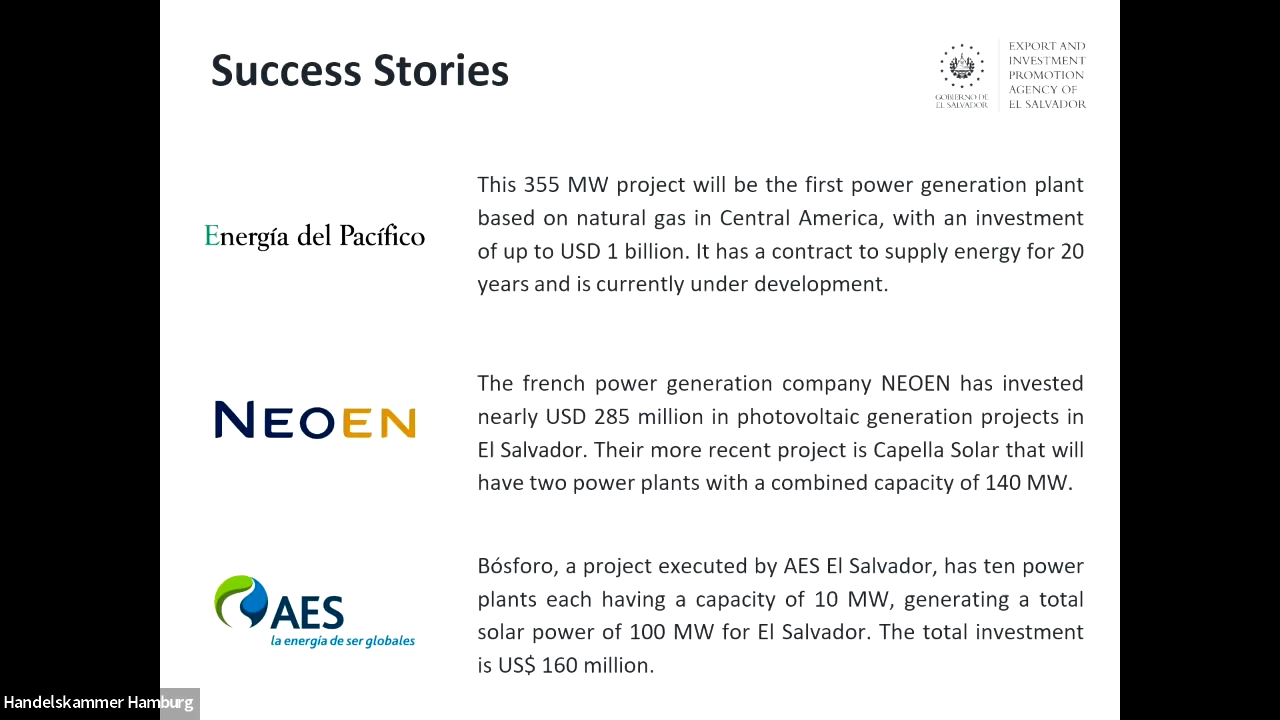 Success Stories
EXPORT AND
INVESTMENT
PROMOTION
AGENCY OF
EL SALVADOR
GOBIERNO DE
EL SALVADOR
Energía del Pacífico
This 355 MW project will be the first power generation plant
based on natural gas in Central America, with an investment
of up to USD 1 billion. It has a contract to supply energy for 20
years and is currently under development.
NEOEN
The french power generation company NEOEN has invested
nearly USD 285 million in photovoltaic generation projects in
El Salvador. Their more recent project is Capella Solar that will
have two power plants with a combined capacity of 140 MW.
AES
la energía de ser globales
Bósforo, a project executed by AES El Salvador, has ten power
plants each having a capacity of 10 MW, generating a total
solar power of 100 MW for El Salvador. The total investment
is US$ 160 million.
Handelskammer Hamburg